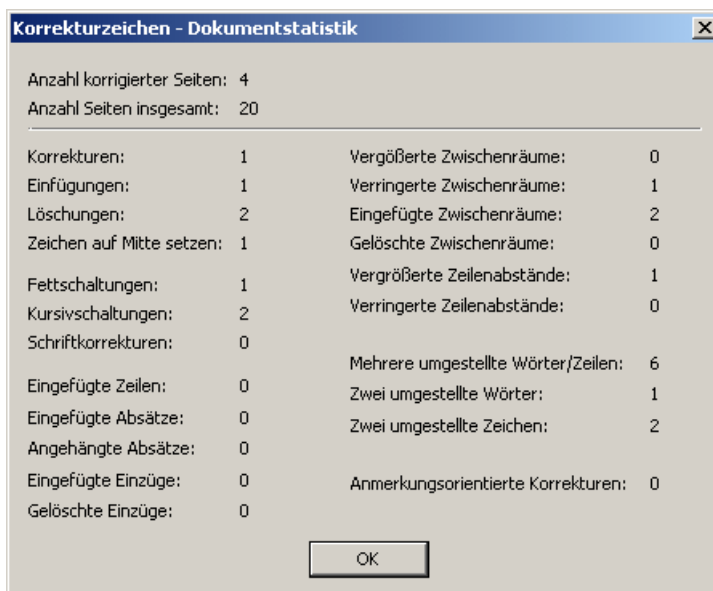 Korrekturzeichen - Dokumentstatistik
Anzahl korrigierter Seiten: 4
Anzahl Seiten insgesamt: 20
Korrekturen: 1
Einfügungen: 1
Löschungen: 2
Zeichen auf Mitte setzen: 1
Fettschaltungen: 1
Kursivschaltungen: 2
Schriftkorrekturen: 0
Eingefügte Zeilen: 0
Eingefügte Absätze: 0
Angehängte Absätze: 0
Eingefügte Einzüge: 0
Gelöschte Einzüge: 0
Vergößerte Zwischenräume: 0
Verringerte Zwischenräume: 1
Eingefügte Zwischenräume: 2
Gelöschte Zwischenräume: 0
Vergrößerte Zeilenabstände: 1
Verringerte Zeilenabstände: 0
Mehrere umgestellte Wörter/Zeilen: 6
Zwei umgestellte Wörter: 1
Zwei umgestellte Zeichen: 2
Anmerkungsorientierte Korrekturen: 0
OK